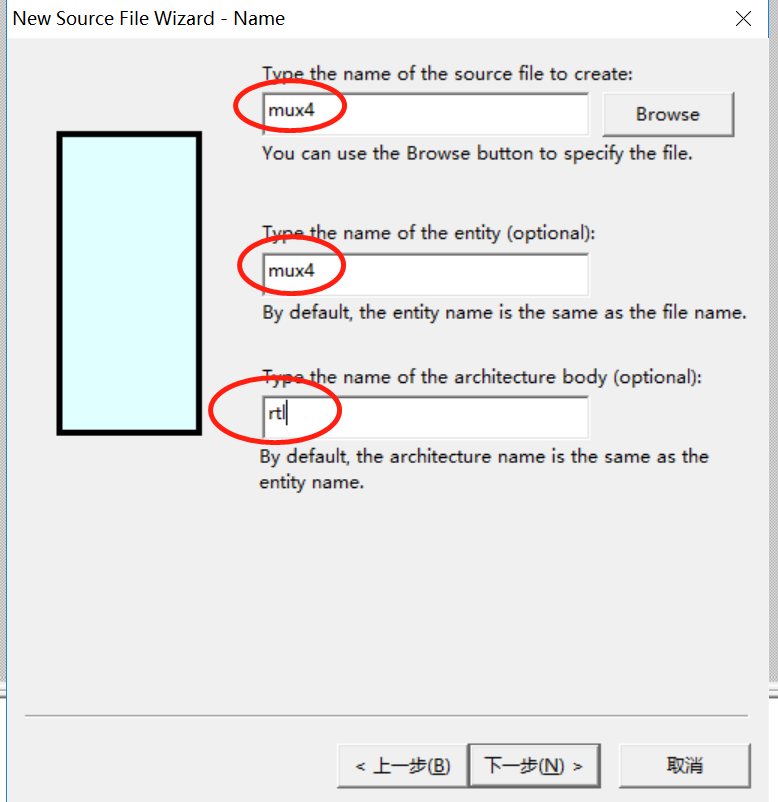 New Source File Wizard - Name
Type the name of the source file to create:
mux4
Browse
You can use the Browse button to specify the file.
Type the name of the entity (optional):
mux4
By default, the entity name is the same as the file name.
Type the name of the architecture body (optional):
rtl
By default, the architecture name is the same as the
entity name.
< 上一步(B)
下一步(N) >
取消